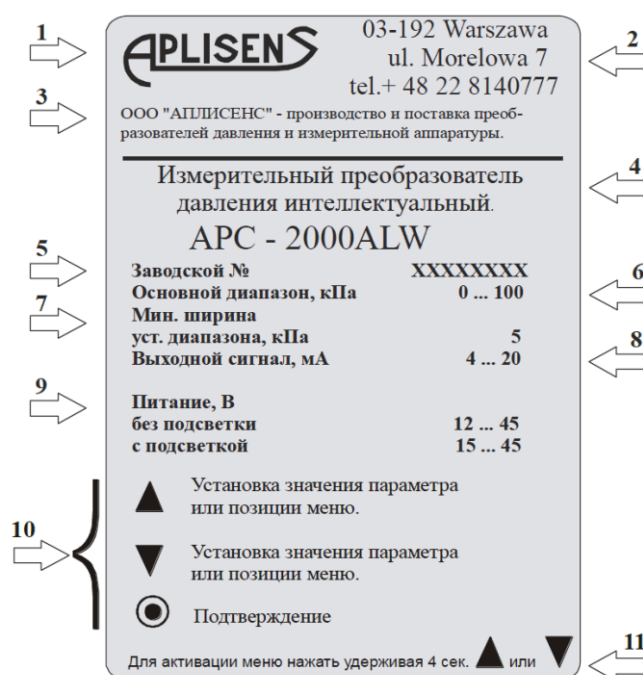 1
APLISENS
03-192 Warszawa
2
ul. Morelowa 7
tel.+ 48 22 8140777
3
ООО "АПЛИСЕНС" - производство и поставка преоб-
разователей давления и измерительной аппаратуры.
4
Измерительный преобразователь
давления интеллектуальный.
APC - 2000ALW
5
Заводской № XXXXXXXX
6
Основной диапазон, кПа 0 ... 100
7
Мин. ширина
уст. диапазона, кПа 5
8
Выходной сигнал, мА 4 ... 20
9
Питание, В
без подсветки 12 ... 45
с подсветкой 15 ... 45
10
▲ Установка значения параметра
или позиции меню.
▼ Установка значения параметра
или позиции меню.
Подтверждение
11
Для активации меню нажать удерживая 4 сек. ▲ или ▼